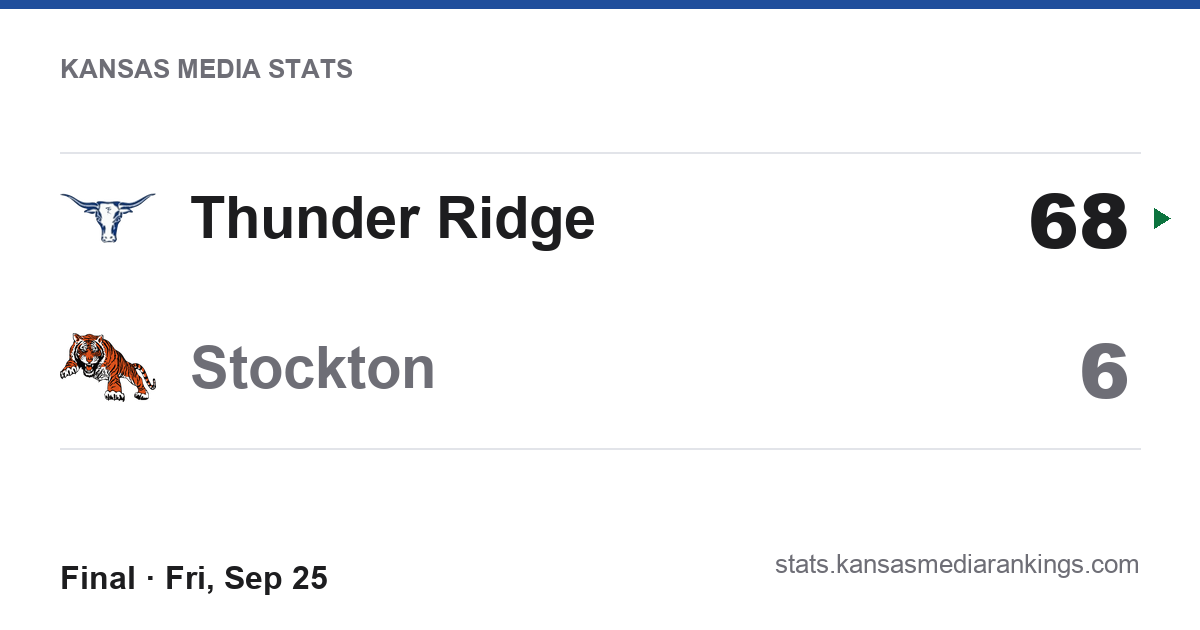 KANSAS MEDIA STATS
Thunder Ridge 68
Stockton 6
Final · Fri, Sep 25
stats.kansasmediarankings.com